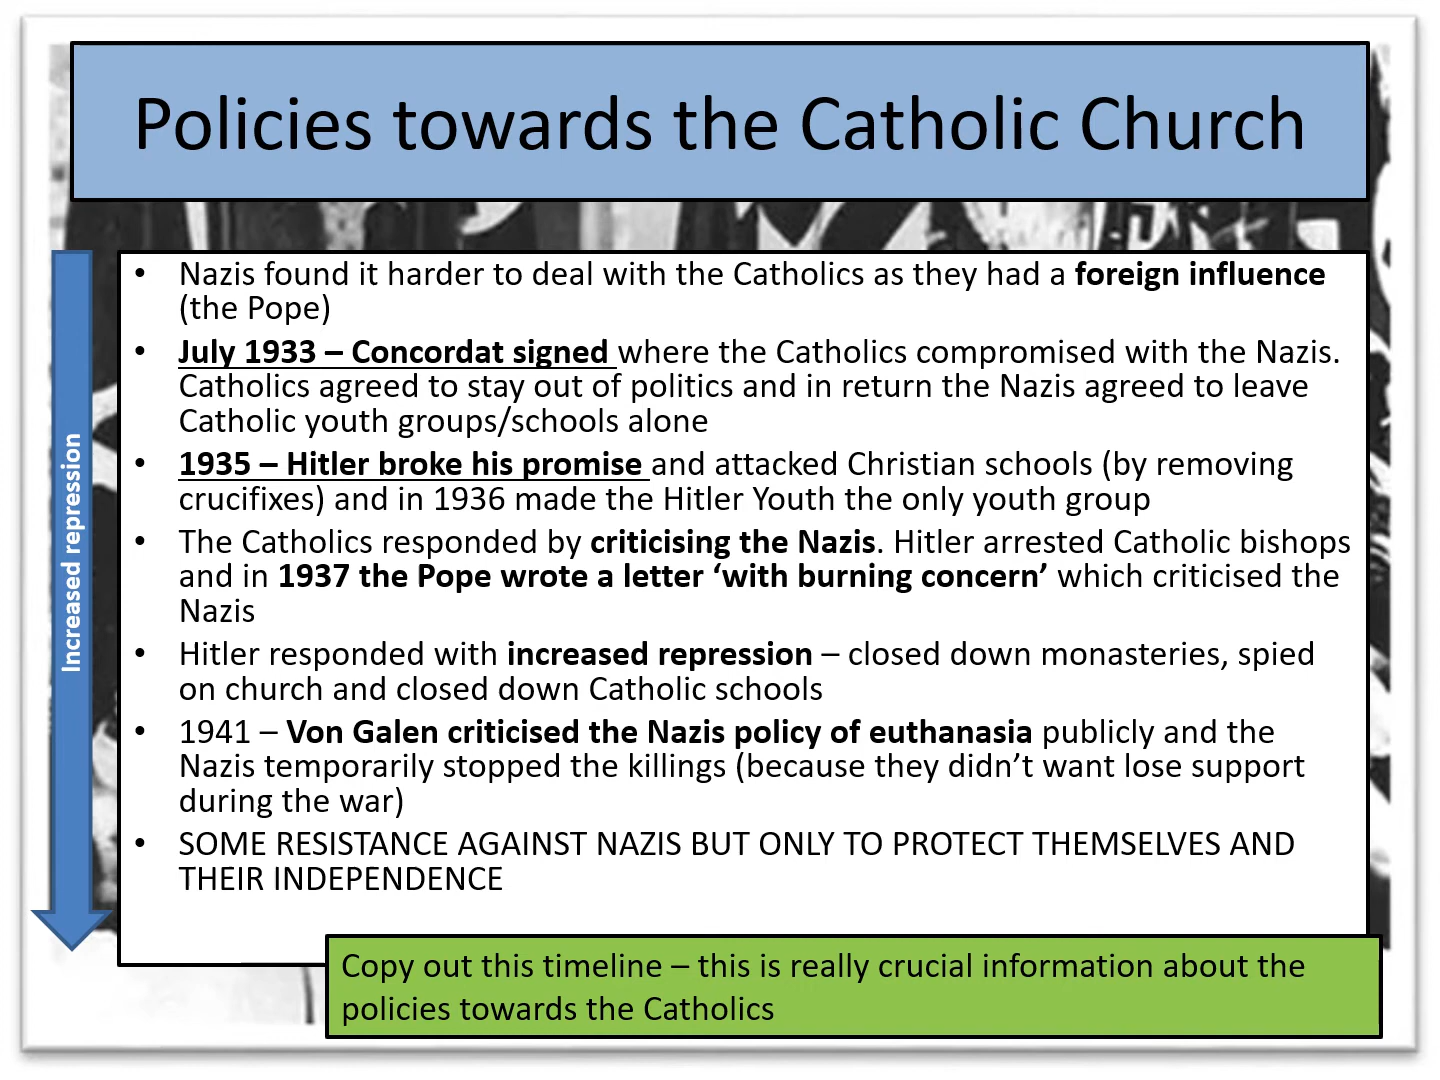 Policies towards the Catholic Church
Increased repression
• Nazis found it harder to deal with the Catholics as they had a foreign influence
(the Pope)
• July 1933 – Concordat signed where the Catholics compromised with the Nazis.
Catholics agreed to stay out of politics and in return the Nazis agreed to leave
Catholic youth groups/schools alone
• 1935 – Hitler broke his promise and attacked Christian schools (by removing
crucifixes) and in 1936 made the Hitler Youth the only youth group
• The Catholics responded by criticising the Nazis. Hitler arrested Catholic bishops
and in 1937 the Pope wrote a letter ‘with burning concern’ which criticised the
Nazis
• Hitler responded with increased repression – closed down monasteries, spied
on church and closed down Catholic schools
• 1941 – Von Galen criticised the Nazis policy of euthanasia publicly and the
Nazis temporarily stopped the killings (because they didn’t want lose support
during the war)
• SOME RESISTANCE AGAINST NAZIS BUT ONLY TO PROTECT THEMSELVES AND
THEIR INDEPENDENCE
Copy out this timeline – this is really crucial information about the
policies towards the Catholics